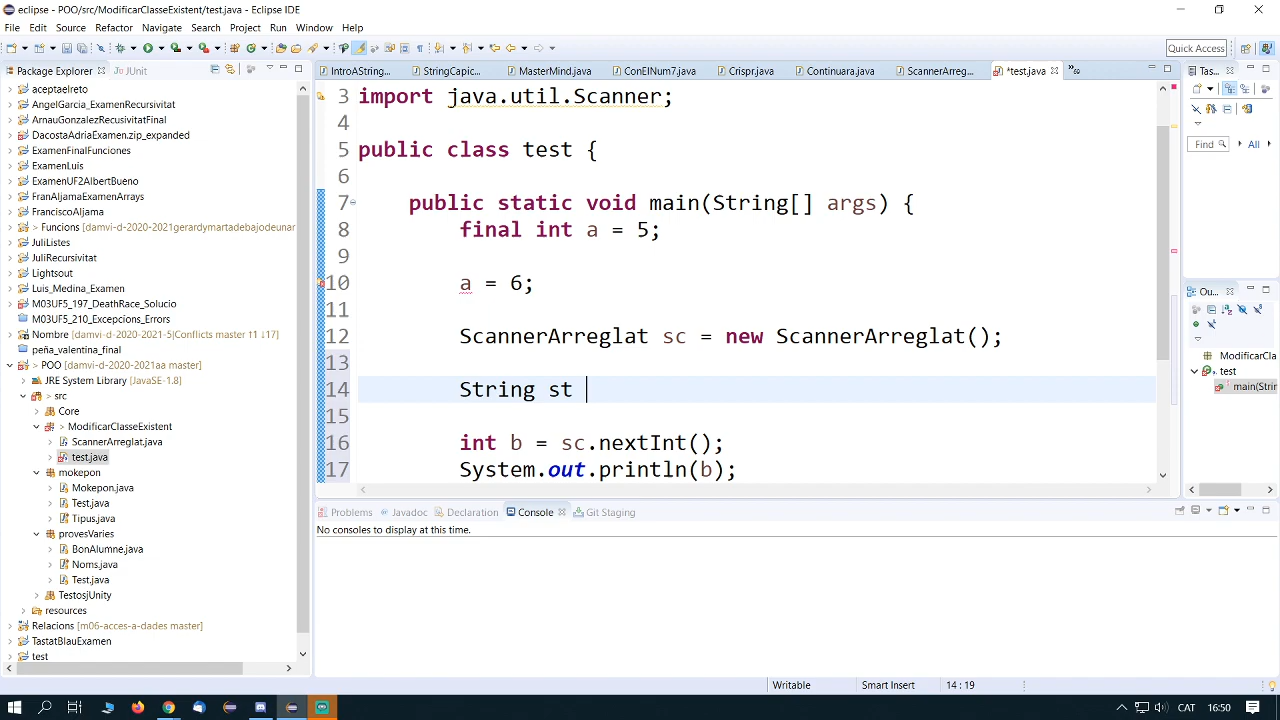 eclipse - POO/src/ModificarClasseExistent/test.java - Eclipse IDE
File Edit Source Refactor Navigate Search Project Run Window Help
Quick Access
Package Explorer JUnit
IntroAString... StringCapic... MasterMind.java ConEINum7.java Crispr.java Continuara.java ScannerArreg... *test.java Tas...
aceptaelreto
AngelGarcia_ExamenRecursivitat
ArnauGonzalezRecusivitatFinal
DacostaAdriaExamen.zip_expanded
ExamenFinalFunciones
ExamenLuis
ExamenUF2AlbertBueno
FranAljamaExamenArrays
FranciscoAljama
> Funcions [damvi-d-2020-2021gerardymartadebajodeunar
JuliListes
JuliRecursivitat
Lightsout
Luis_Medina_Examen
M03UF5_197_DeathRace_Solucio
M03UF5_210_Excepcions_Errors
> Nombre [damvi-d-2020-2021-5|Conflicts master ↑1 ↓17]
peña_valentina_final
> POO [damvi-d-2020-2021aa master]
JRE System Library [JavaSE-1.8]
> src
Core
> ModificarClasseExistent
ScannerArreglat.java
test.java
mokepon
Mokepon.java
Test.java
Tipus.java
provesVaries
BonAlumne.java
Noms.java
Test.java
TestosjUnity
resources
Relacions [m06-acces-a-dades master]
TastatBlauExamen
test
3 import java.util.Scanner;
4
5 public class test {
6
7 public static void main(String[] args) {
8 final int a = 5;
9
10 a = 6;
11
12 ScannerArreglat sc = new ScannerArreglat();
13
14 String st
15
16 int b = sc.nextInt();
17 System.out.println(b);
Find All
Ou...
ModificarCla
test
main(Strin
Problems Javadoc Declaration Console Git Staging
No consoles to display at this time.
Writable Smart Insert 14 : 19
CAT 16:50